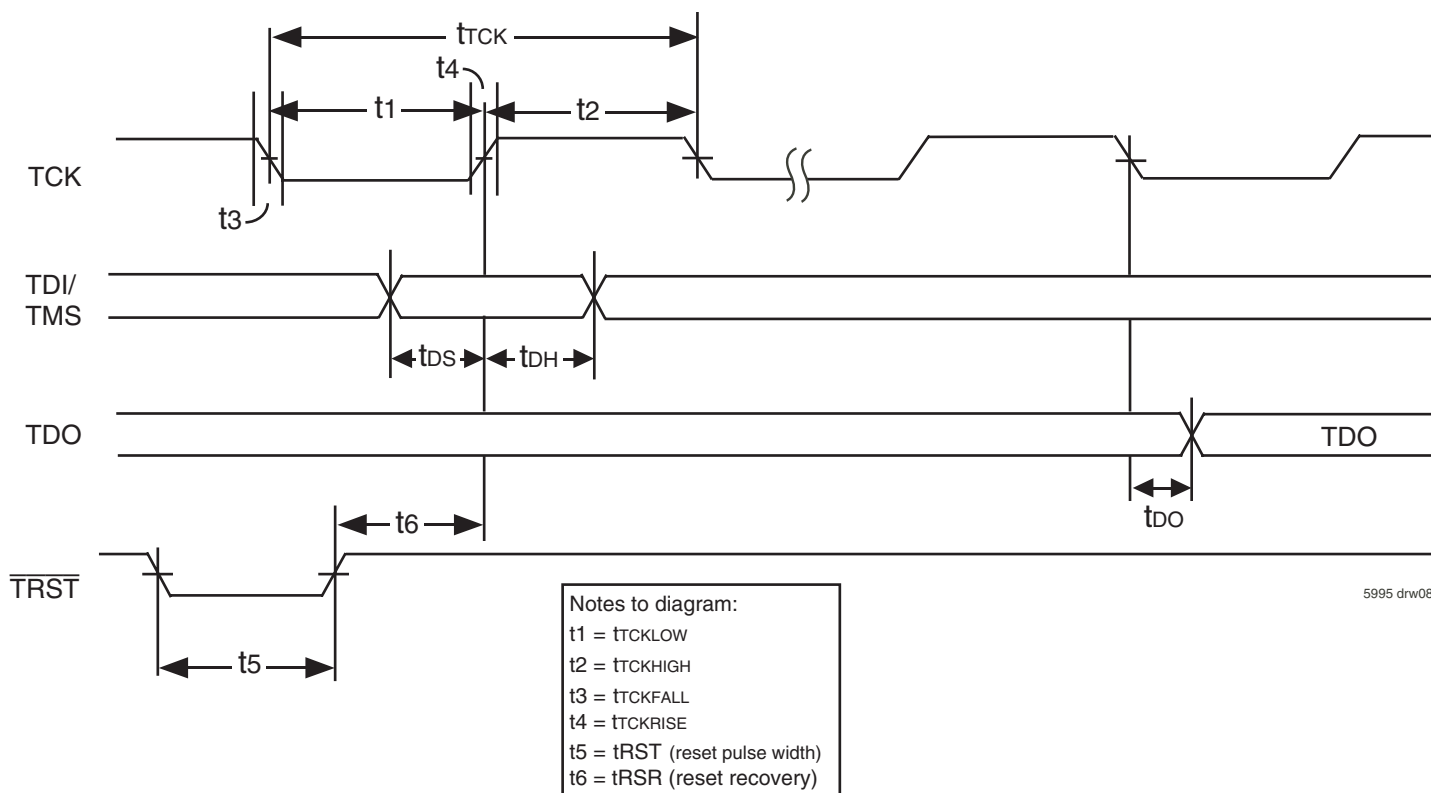 tTCK
t4
t1
t2
TCK
t3
TDI/
TMS
tDS
tDH
TDO
TDO
tDO
t6
TRST
5995 drw08
t5
Notes to diagram:
t1 = tTCKLOW
t2 = tTCKHIGH
t3 = tTCKFALL
t4 = tTCKRISE
t5 = tRST (reset pulse width)
t6 = tRSR (reset recovery)